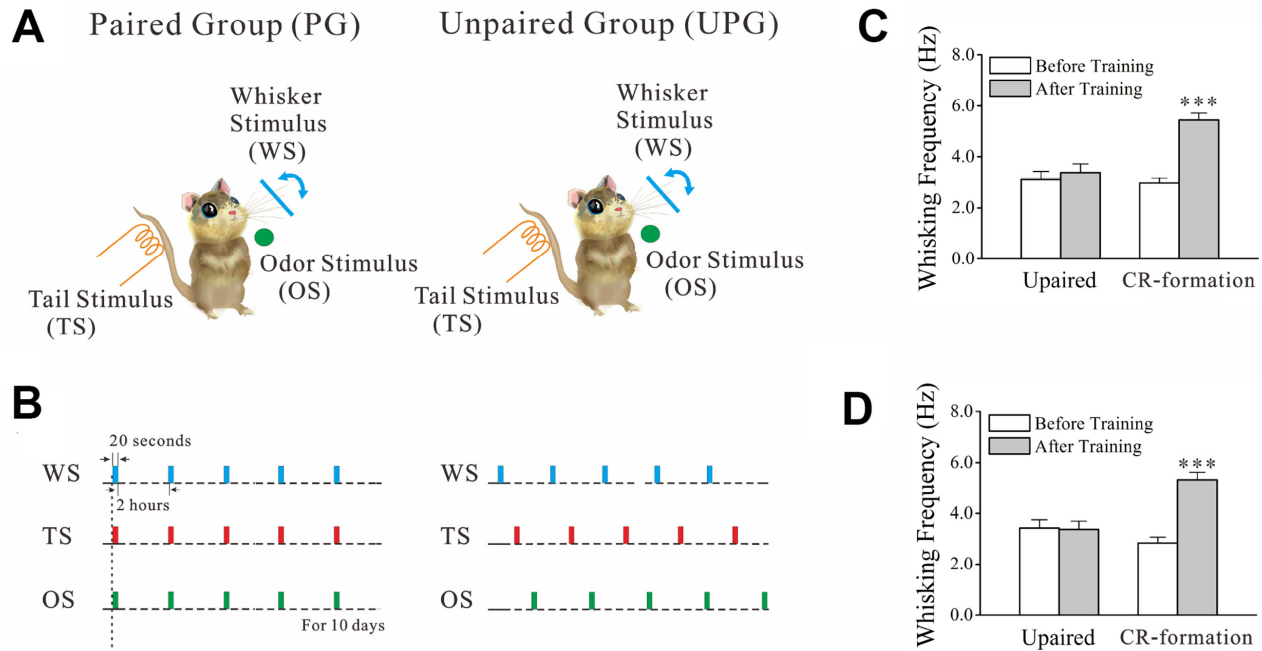 A
Paired Group (PG)
Unpaired Group (UPG)
Whisker
Stimulus
(WS)
Odor Stimulus
(OS)
Tail Stimulus
(TS)
Whisker
Stimulus
(WS)
Odor Stimulus
(OS)
Tail Stimulus
(TS)
B
20 seconds
WS
2 hours
TS
OS
For 10 days
WS
TS
OS
C
Whisking Frequency (Hz)
8.0
6.0
4.0
2.0
0.0
Before Training
After Training
***
Upaired
CR-formation
D
Whisking Frequency (Hz)
8.0
6.0
4.0
2.0
0.0
Before Training
After Training
***
Upaired
CR-formation